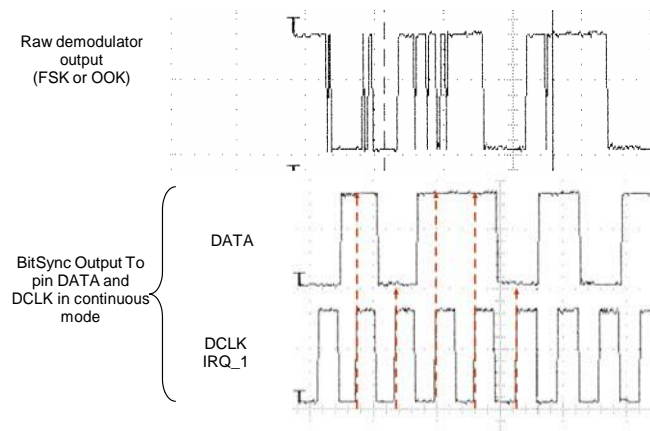 Raw demodulator
output
(FSK or OOK)
BitSync Output To
pin DATA and
DCLK in continuous
mode
DATA
DCLK
IRQ_1